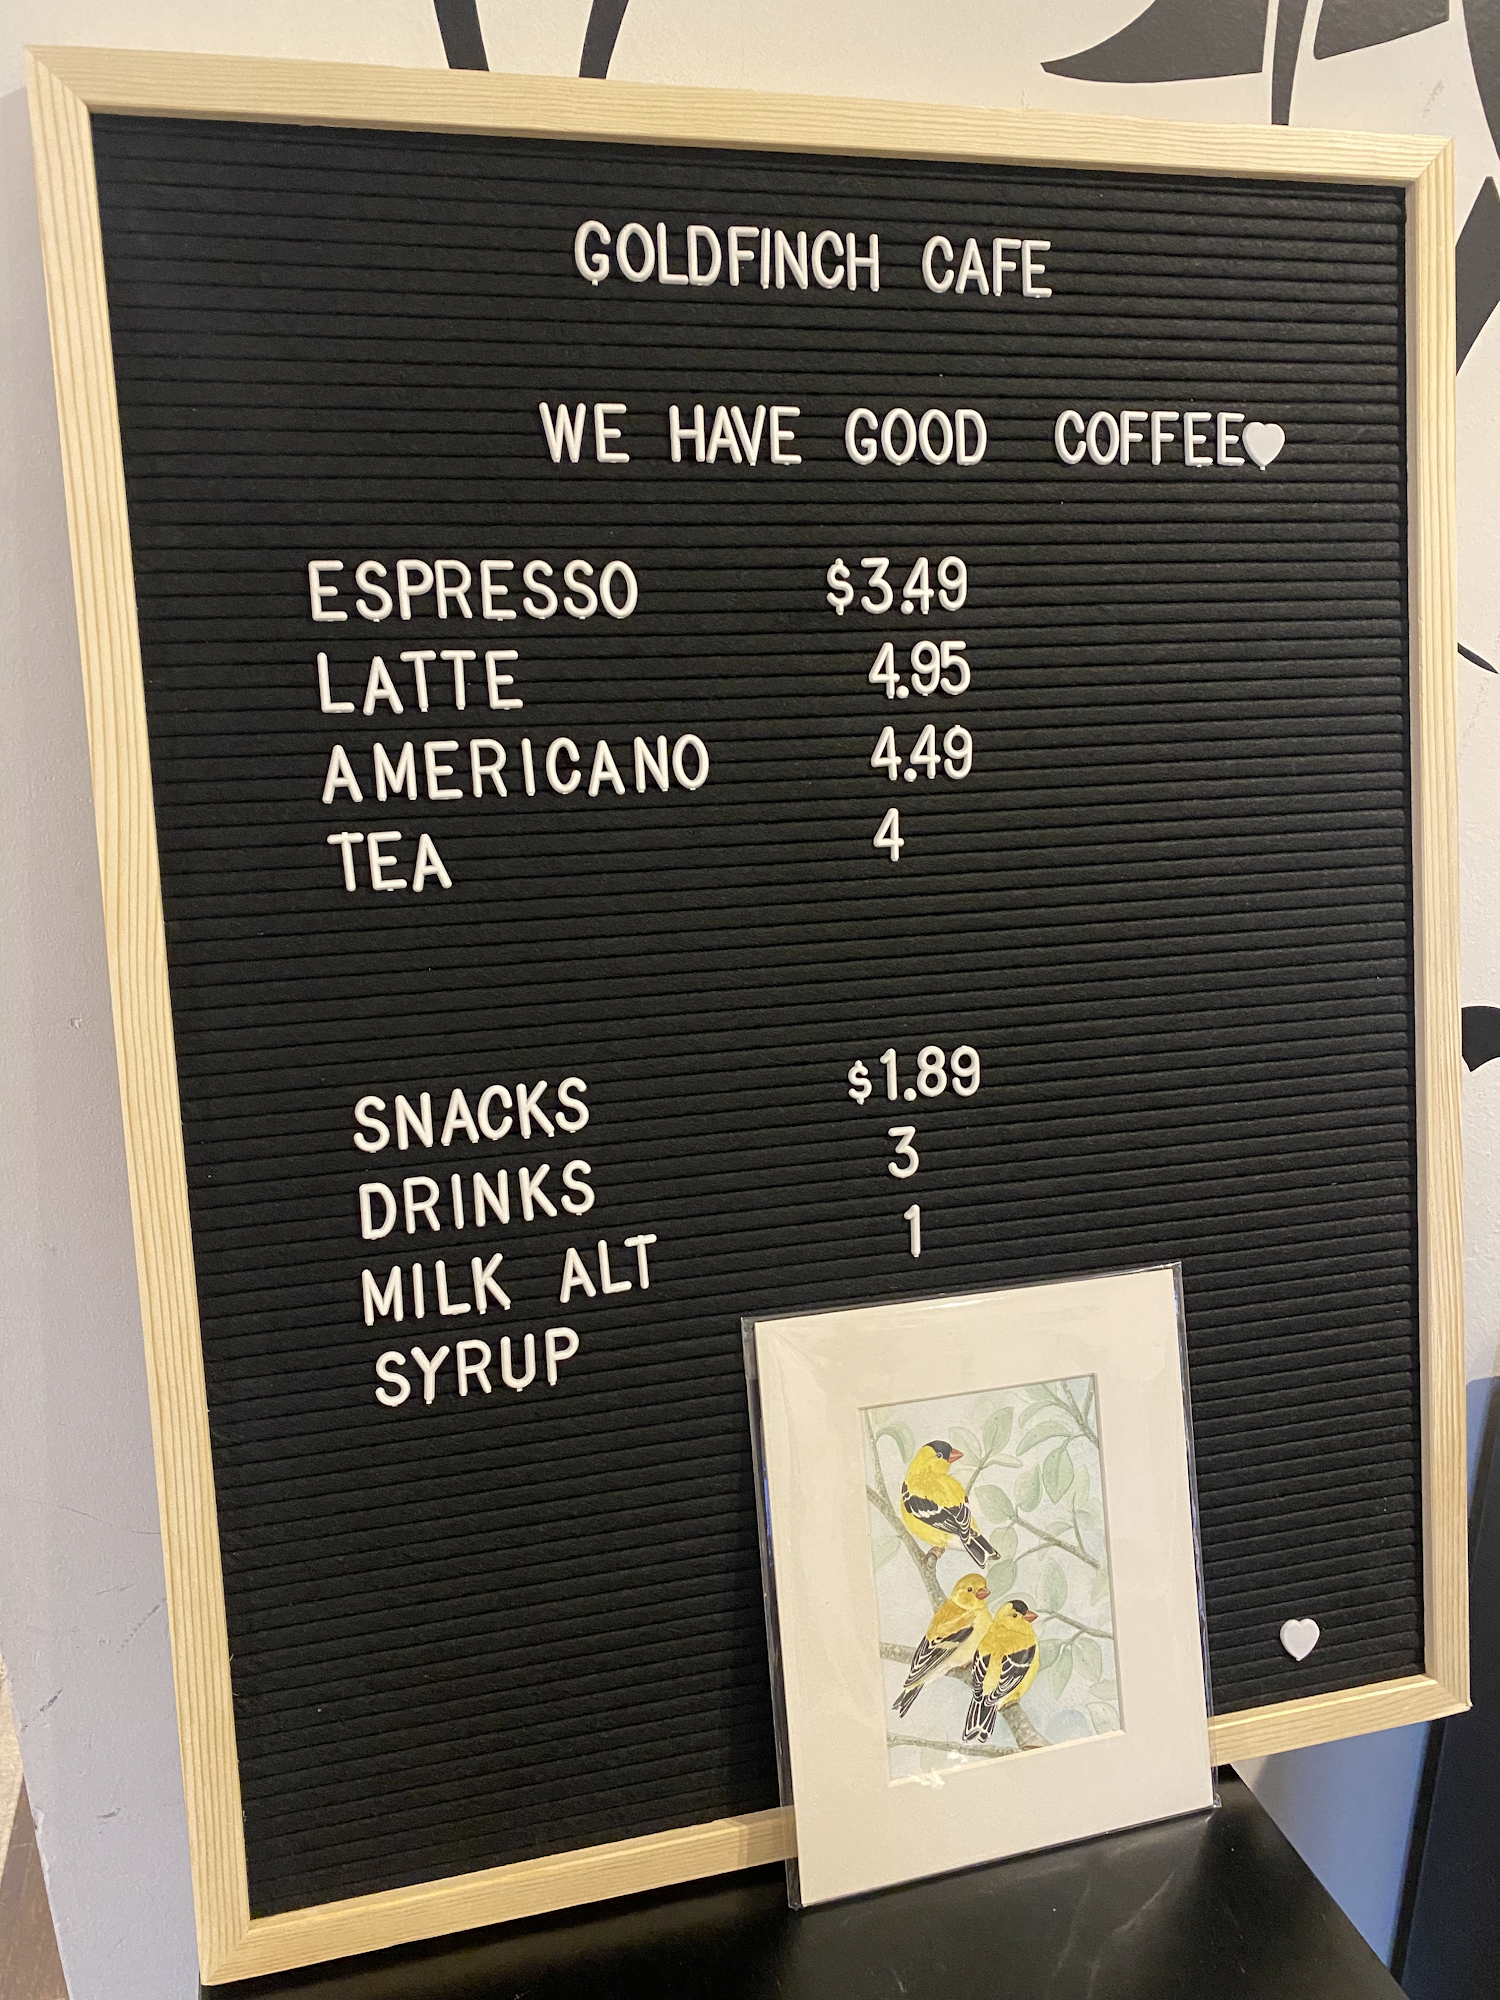 GOLDFINCH CAFE
WE HAVE GOOD COFFEE♥
ESPRESSO $3.49
LATTE 4.95
AMERICANO 4.49
TEA 4
SNACKS $1.89
DRINKS 3
MILK ALT 1
SYRUP